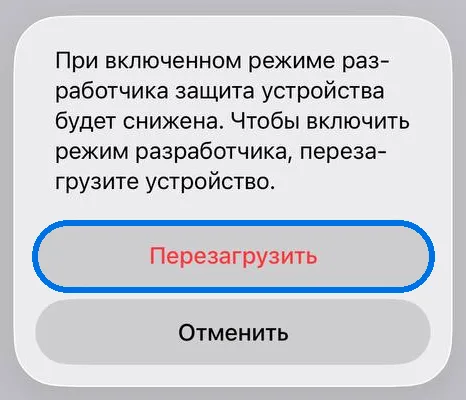 При включенном режиме раз-
работчика защита устройства
будет снижена. Чтобы включить
режим разработчика, переза-
грузите устройство.
Перезагрузить
Отменить